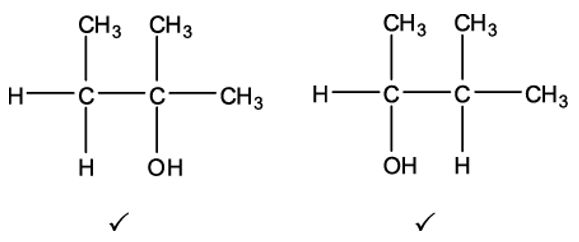 CH3 CH3 CH3 CH3
H C C CH3 H C C CH3
H OH OH H
✓ ✓